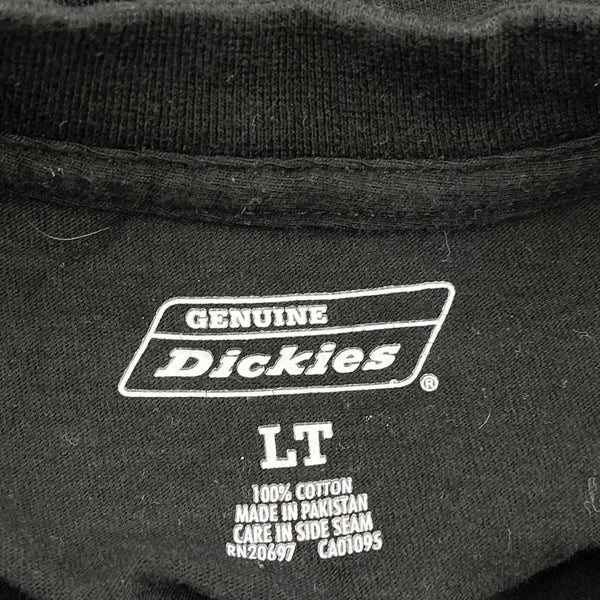 GENUINE
Dickies®
LT
100% COTTON
MADE IN PAKISTAN
CARE IN SIDE SEAM
RN20697 CA01095